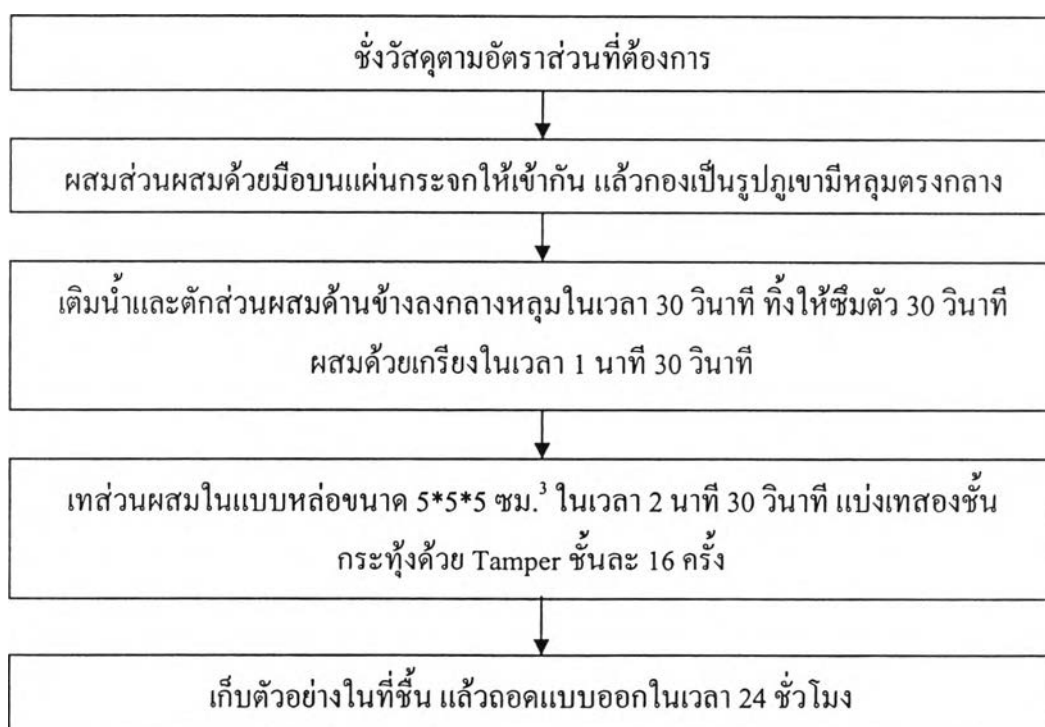 ชั่งวัสดุตามอัตราส่วนที่ต้องการ
ผสมส่วนผสมด้วยมือบนแผ่นกระจกให้เข้ากัน แล้วกองเป็นรูปภูเขามีหลุมตรงกลาง
เติมน้ำและตักส่วนผสมด้านข้างลงกลางหลุมในเวลา 30 วินาที ทิ้งให้ซึมตัว 30 วินาที
ผสมด้วยเกรียงในเวลา 1 นาที 30 วินาที
เทส่วนผสมในแบบหล่อขนาด 5*5*5 ซม.³ ในเวลา 2 นาที 30 วินาที แบ่งเทสองชั้น
กระทุ้งด้วย Tamper ชั้นละ 16 ครั้ง
เก็บตัวอย่างในที่ชื้น แล้วถอดแบบออกในเวลา 24 ชั่วโมง